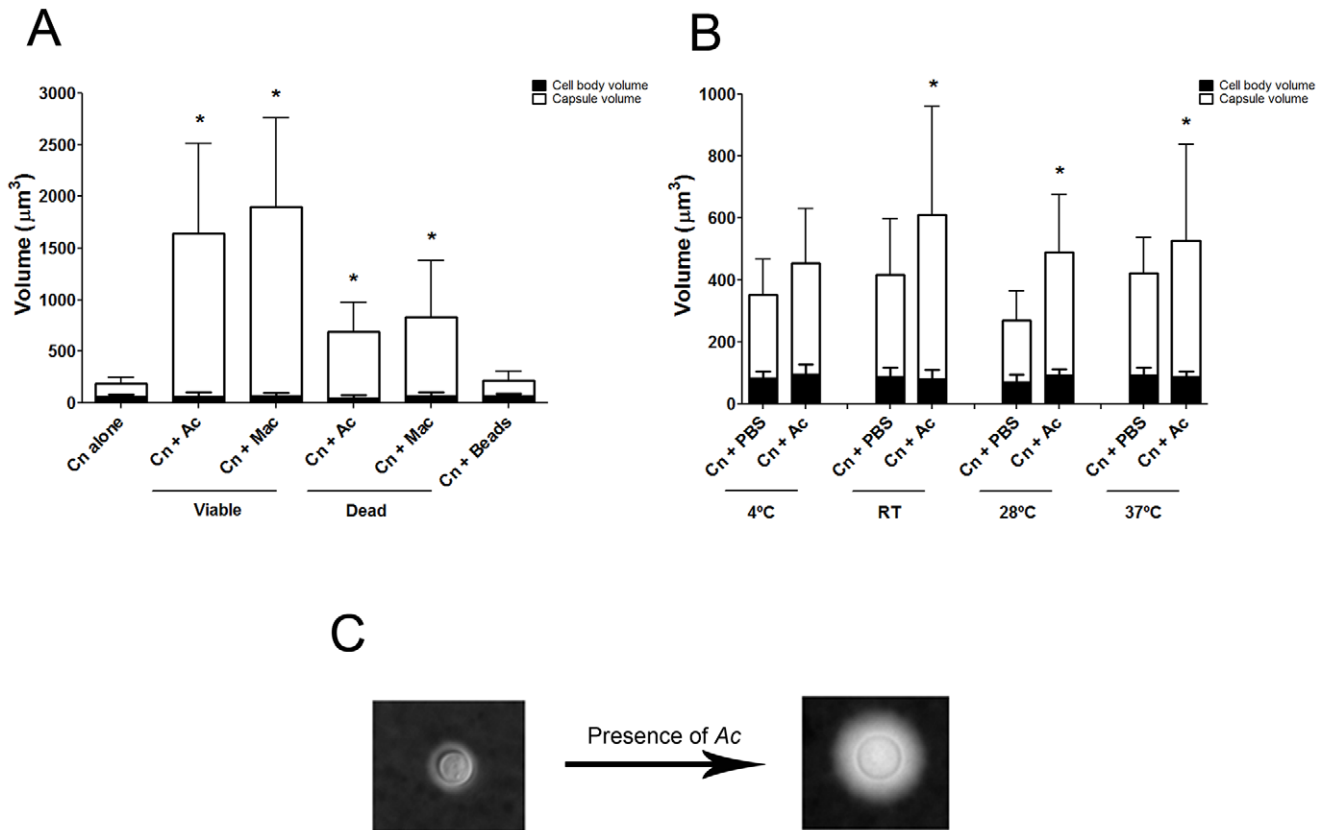 A
Cell body volume
Capsule volume
Volume (μm³)
3000
2500
2000
1500
1000
500
0
*
*
*
*
Cn alone
Cn + Ac
Cn + Mac
Cn + Ac
Cn + Mac
Cn + Beads
Viable
Dead
B
Cell body volume
Capsule volume
Volume (μm³)
1000
800
600
400
200
0
*
*
*
Cn + PBS
Cn + Ac
Cn + PBS
Cn + Ac
Cn + PBS
Cn + Ac
Cn + PBS
Cn + Ac
4ºC
RT
28ºC
37ºC
C
Presence of Ac